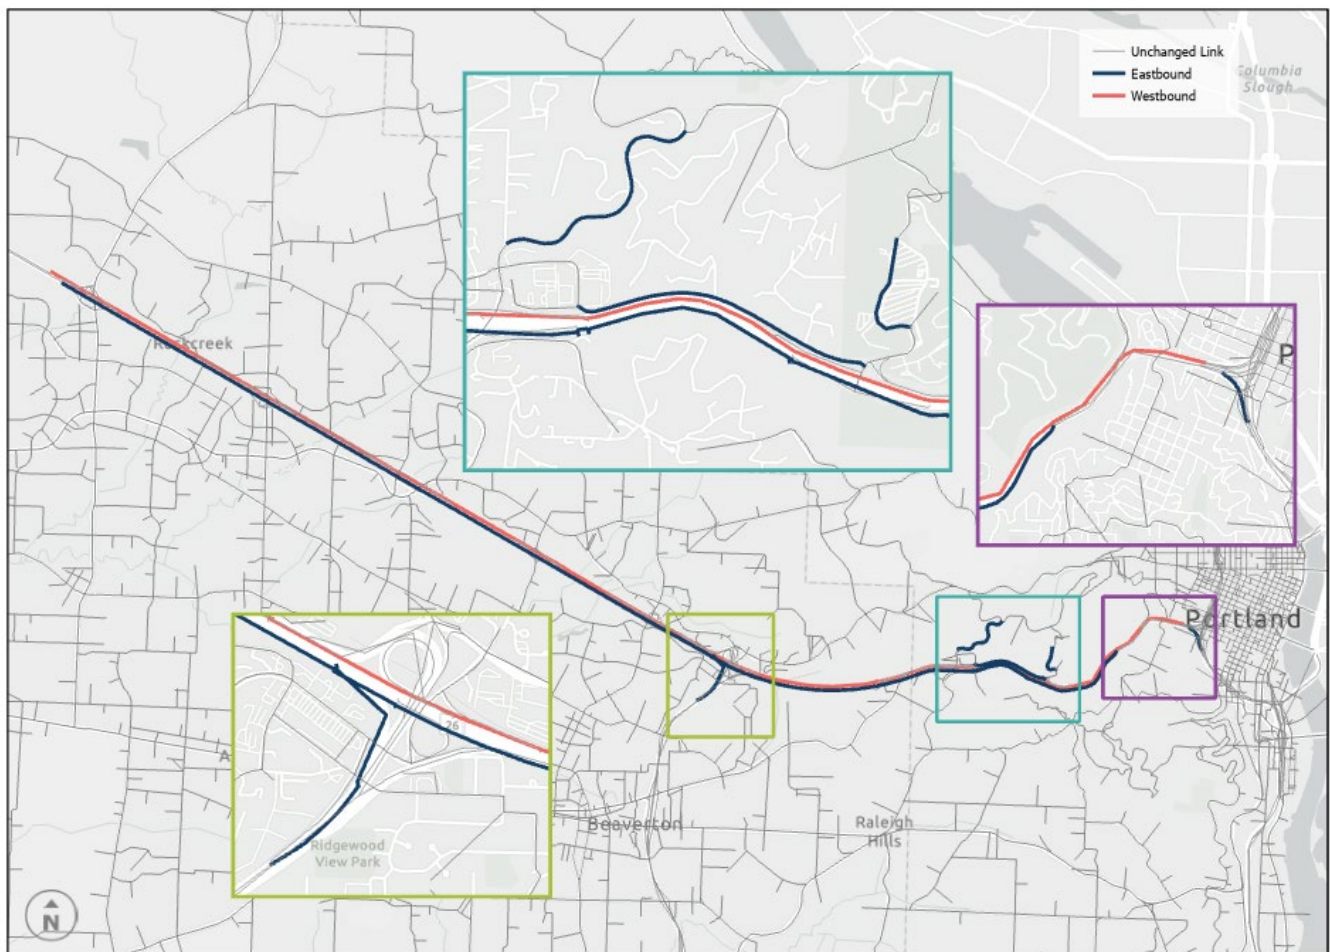 Unchanged Link
Eastbound
Westbound
Columbia
Slough
Rockcreek
P
Portland
26
A
Beaverton
Raleigh
Hills
Ridgewood
View Park
N